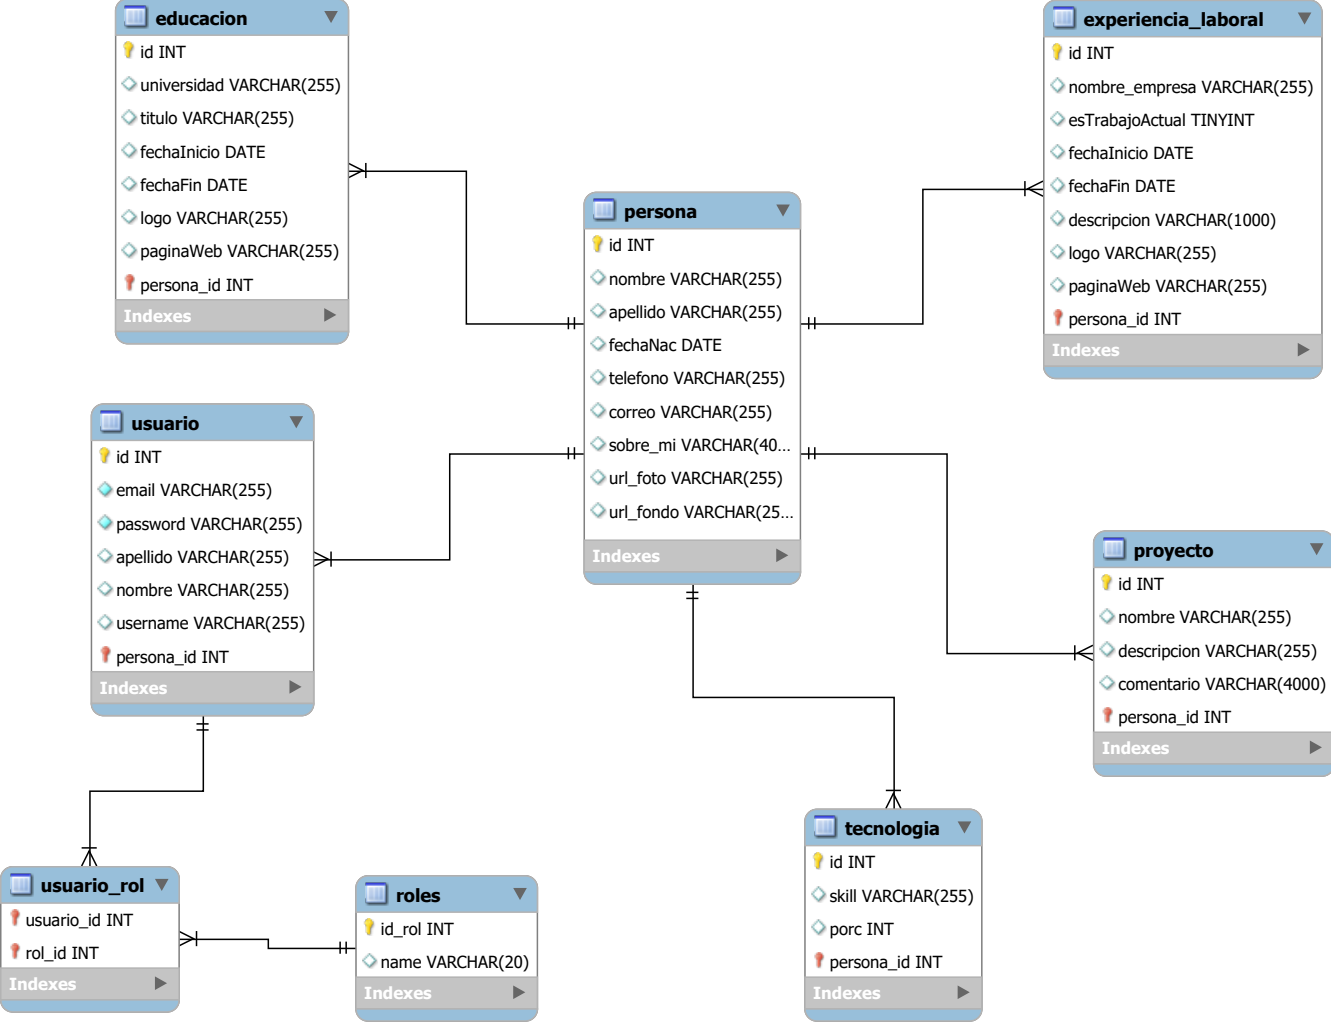 educacion
id INT
universidad VARCHAR(255)
titulo VARCHAR(255)
fechaInicio DATE
fechaFin DATE
logo VARCHAR(255)
paginaWeb VARCHAR(255)
persona_id INT
Indexes
experiencia_laboral
id INT
nombre_empresa VARCHAR(255)
esTrabajoActual TINYINT
fechaInicio DATE
fechaFin DATE
descripcion VARCHAR(1000)
logo VARCHAR(255)
paginaWeb VARCHAR(255)
persona_id INT
Indexes
persona
id INT
nombre VARCHAR(255)
apellido VARCHAR(255)
fechaNac DATE
telefono VARCHAR(255)
correo VARCHAR(255)
sobre_mi VARCHAR(40...
url_foto VARCHAR(255)
url_fondo VARCHAR(25...
Indexes
usuario
id INT
email VARCHAR(255)
password VARCHAR(255)
apellido VARCHAR(255)
nombre VARCHAR(255)
username VARCHAR(255)
persona_id INT
Indexes
proyecto
id INT
nombre VARCHAR(255)
descripcion VARCHAR(255)
comentario VARCHAR(4000)
persona_id INT
Indexes
usuario_rol
usuario_id INT
rol_id INT
Indexes
roles
id_rol INT
name VARCHAR(20)
Indexes
tecnologia
id INT
skill VARCHAR(255)
porc INT
persona_id INT
Indexes